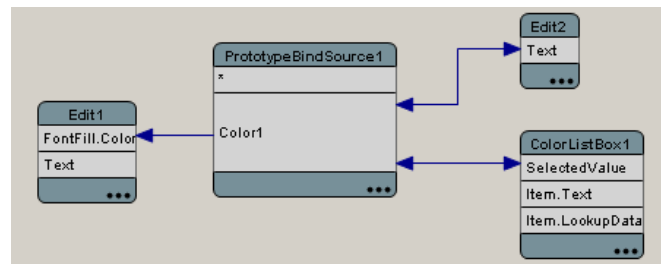 Edit2
Text
PrototypeBindSource1
*
Color1
Edit1
FontFill.Color
Text
ColorListBox1
SelectedValue
Item.Text
Item.LookupData